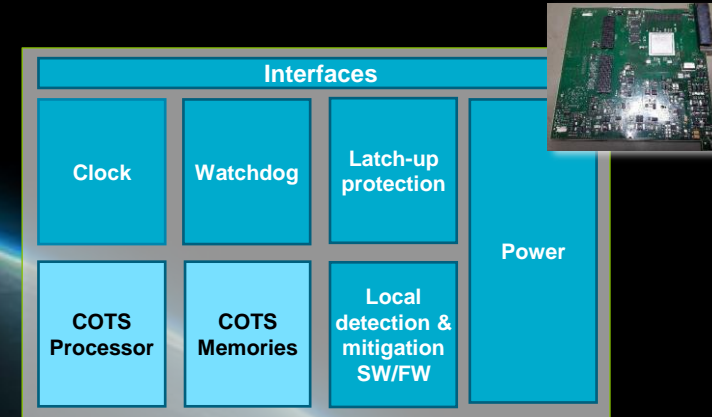 Interfaces
Clock
Watchdog
Latch-up
protection
Power
COTS
Processor
COTS
Memories
Local
detection &
mitigation
SW/FW